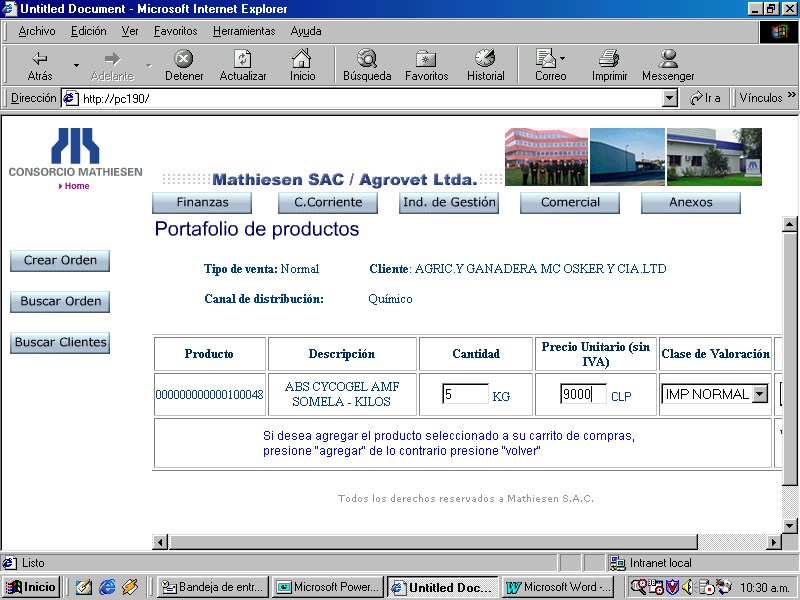 Untitled Document - Microsoft Internet Explorer
Archivo Edición Ver Favoritos Herramientas Ayuda
Atrás Adelante Detener Actualizar Inicio Búsqueda Favoritos Historial Correo Imprimir Messenger
Dirección http://pc190/ Ir a Vínculos »
CONSORCIO MATHIESEN
Home
Mathiesen SAC / Agrovet Ltda.
Finanzas C.Corriente Ind. de Gestión Comercial Anexos
Portafolio de productos
Crear Orden
Buscar Orden
Buscar Clientes
Tipo de venta: Normal Cliente: AGRIC.Y GANADERA MC OSKER Y CIA.LTD
Canal de distribución: Químico
Producto Descripción Cantidad Precio Unitario (sin
IVA) Clase de Valoración
000000000000100048 ABS CYCOGEL AMF
SOMELA - KILOS 5 KG 9000 CLP IMP NORMAL
Si desea agregar el producto seleccionado a su carrito de compras,
presione "agregar" de lo contrario presione "volver"
Todos los derechos reservados a Mathiesen S.A.C.
Listo Intranet local
Inicio Bandeja de entr... Microsoft Power... Untitled Doc... Microsoft Word -... 10:30 a.m.